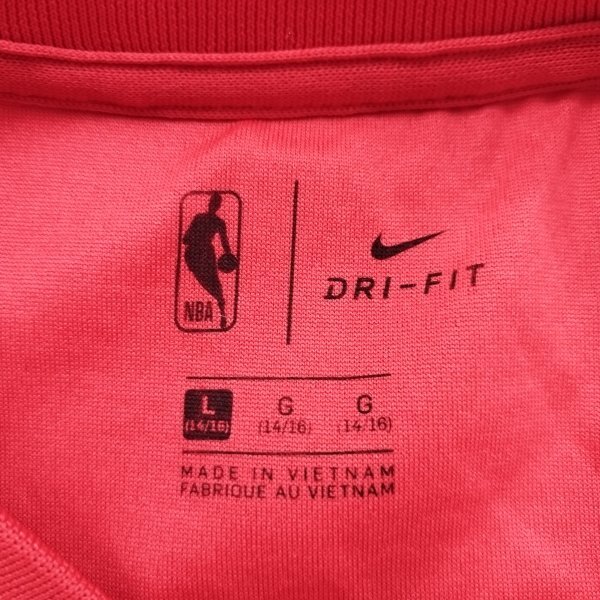 NBA
DRI-FIT
L G G
(14/16) (14/16) (14/16)
MADE IN VIETNAM
FABRIQUE AU VIETNAM